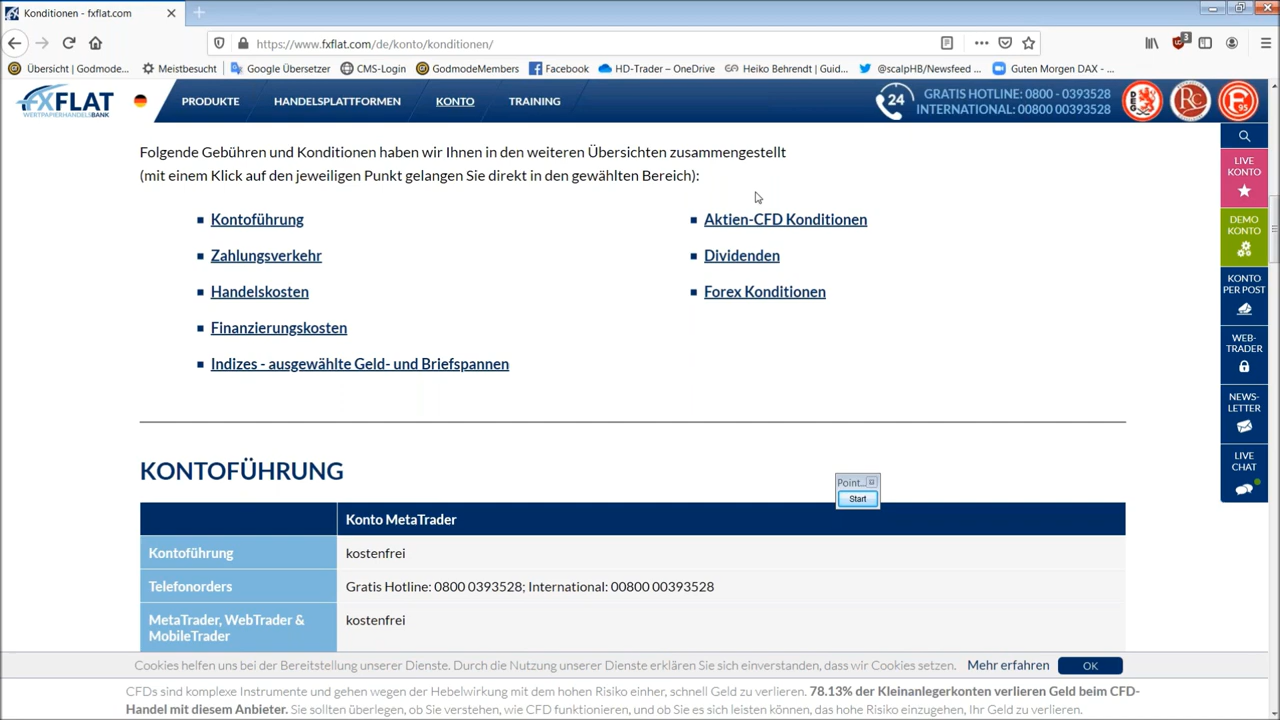 Konditionen - fxflat.com
https://www.fxflat.com/de/konto/konditionen/
3
Übersicht | Godmode...
Meistbesucht
Google Übersetzer
CMS-Login
GodmodeMembers
Facebook
HD-Trader – OneDrive
Heiko Behrendt | Guid...
@scalpHB/Newsfeed ...
Guten Morgen DAX - ...
FXFLAT
WERTPAPIERHANDELSBANK
PRODUKTE
HANDELSPLATTFORMEN
KONTO
TRAINING
24
GRATIS HOTLINE: 00800 - 0393528
INTERNATIONAL: 00800 00393528
Folgende Gebühren und Konditionen haben wir Ihnen in den weiteren Übersichten zusammengestellt
(mit einem Klick auf den jeweiligen Punkt gelangen Sie direkt in den gewählten Bereich):
Kontoführung
Zahlungsverkehr
Handelskosten
Finanzierungskosten
Indizes - ausgewählte Geld- und Briefspannen
Aktien-CFD Konditionen
Dividenden
Forex Konditionen
LIVE
KONTO
DEMO
KONTO
KONTO
PER POST
WEB-
TRADER
NEWS-
LETTER
LIVE
CHAT
KONTOFÜHRUNG
Point...
Start
Konto MetaTrader
Kontoführung
kostenfrei
Telefonorders
Gratis Hotline: 0800 0393528; International: 00800 00393528
MetaTrader, WebTrader &
MobileTrader
kostenfrei
Cookies helfen uns bei der Bereitstellung unserer Dienste. Durch die Nutzung unserer Dienste erklären Sie sich einverstanden, dass wir Cookies setzen.
Mehr erfahren
OK
CFDs sind komplexe Instrumente und gehen wegen der Hebelwirkung mit dem hohen Risiko einher, schnell Geld zu verlieren. 78.13% der Kleinanlegerkonten verlieren Geld beim CFD-
Handel mit diesem Anbieter. Sie sollten überlegen, ob Sie verstehen, wie CFD funktionieren, und ob Sie es sich leisten können, das hohe Risiko einzugehen, Ihr Geld zu verlieren.